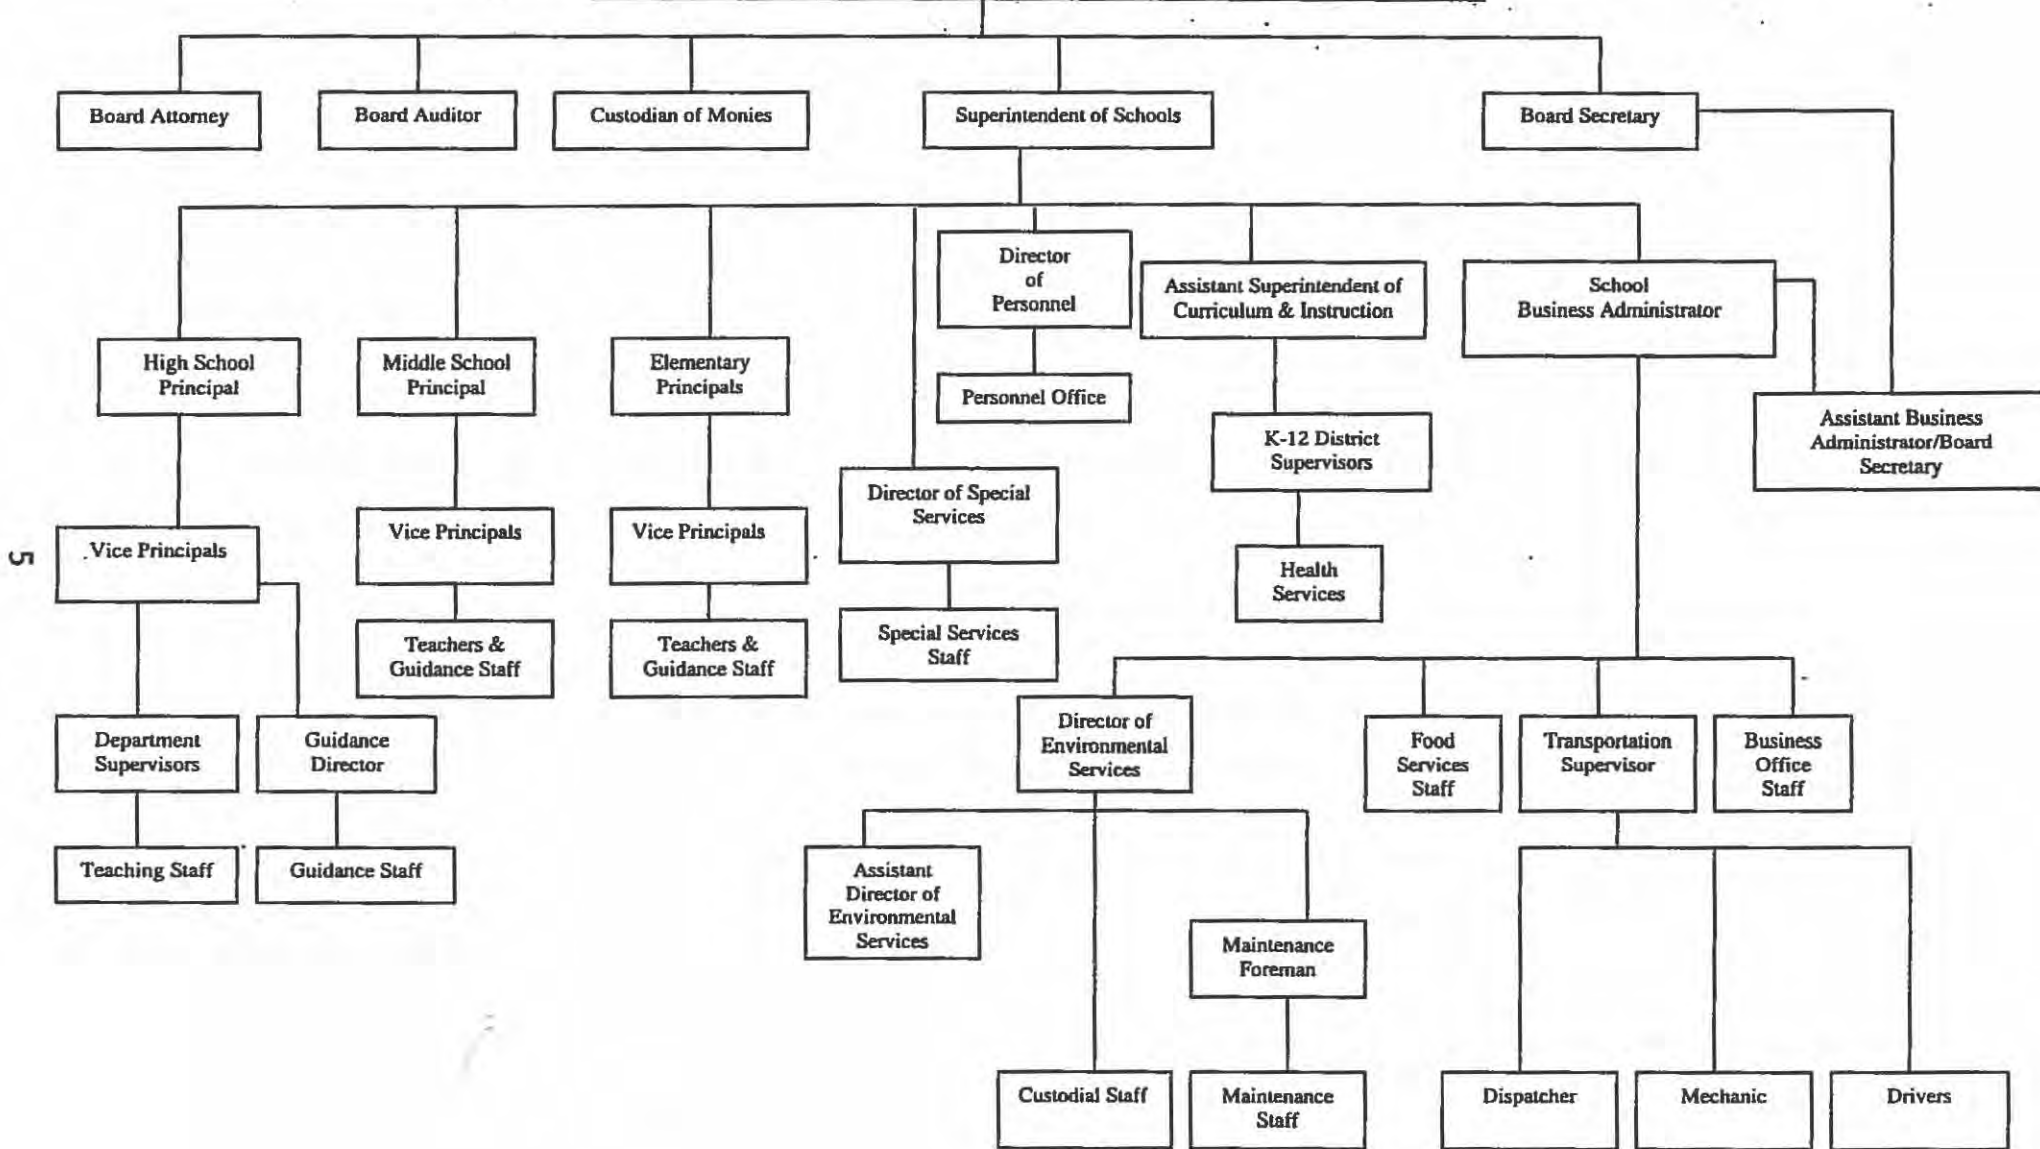 Board Attorney
Board Auditor
Custodian of Monies
Superintendent of Schools
Board Secretary
Director
of
Personnel
Assistant Superintendent of
Curriculum & Instruction
School
Business Administrator
High School
Principal
Middle School
Principal
Elementary
Principals
Personnel Office
K-12 District
Supervisors
Assistant Business
Administrator/Board
Secretary
Director of Special
Services
Vice Principals
Vice Principals
Vice Principals
Health
Services
Teachers &
Guidance Staff
Teachers &
Guidance Staff
Special Services
Staff
Department
Supervisors
Guidance
Director
Director of
Environmental
Services
Food
Services
Staff
Transportation
Supervisor
Business
Office
Staff
Teaching Staff
Guidance Staff
Assistant
Director of
Environmental
Services
Maintenance
Foreman
Custodial Staff
Maintenance
Staff
Dispatcher
Mechanic
Drivers
5